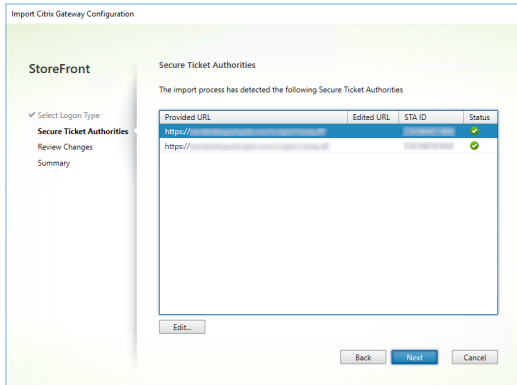 Import Citrix Gateway Configuration
StoreFront
Select Logon Type
Secure Ticket Authorities
Review Changes
Summary
Secure Ticket Authorities
The import process has detected the following Secure Ticket Authorities
Provided URL Edited URL STA ID Status
https://
https://
Edit...
Back Next Cancel